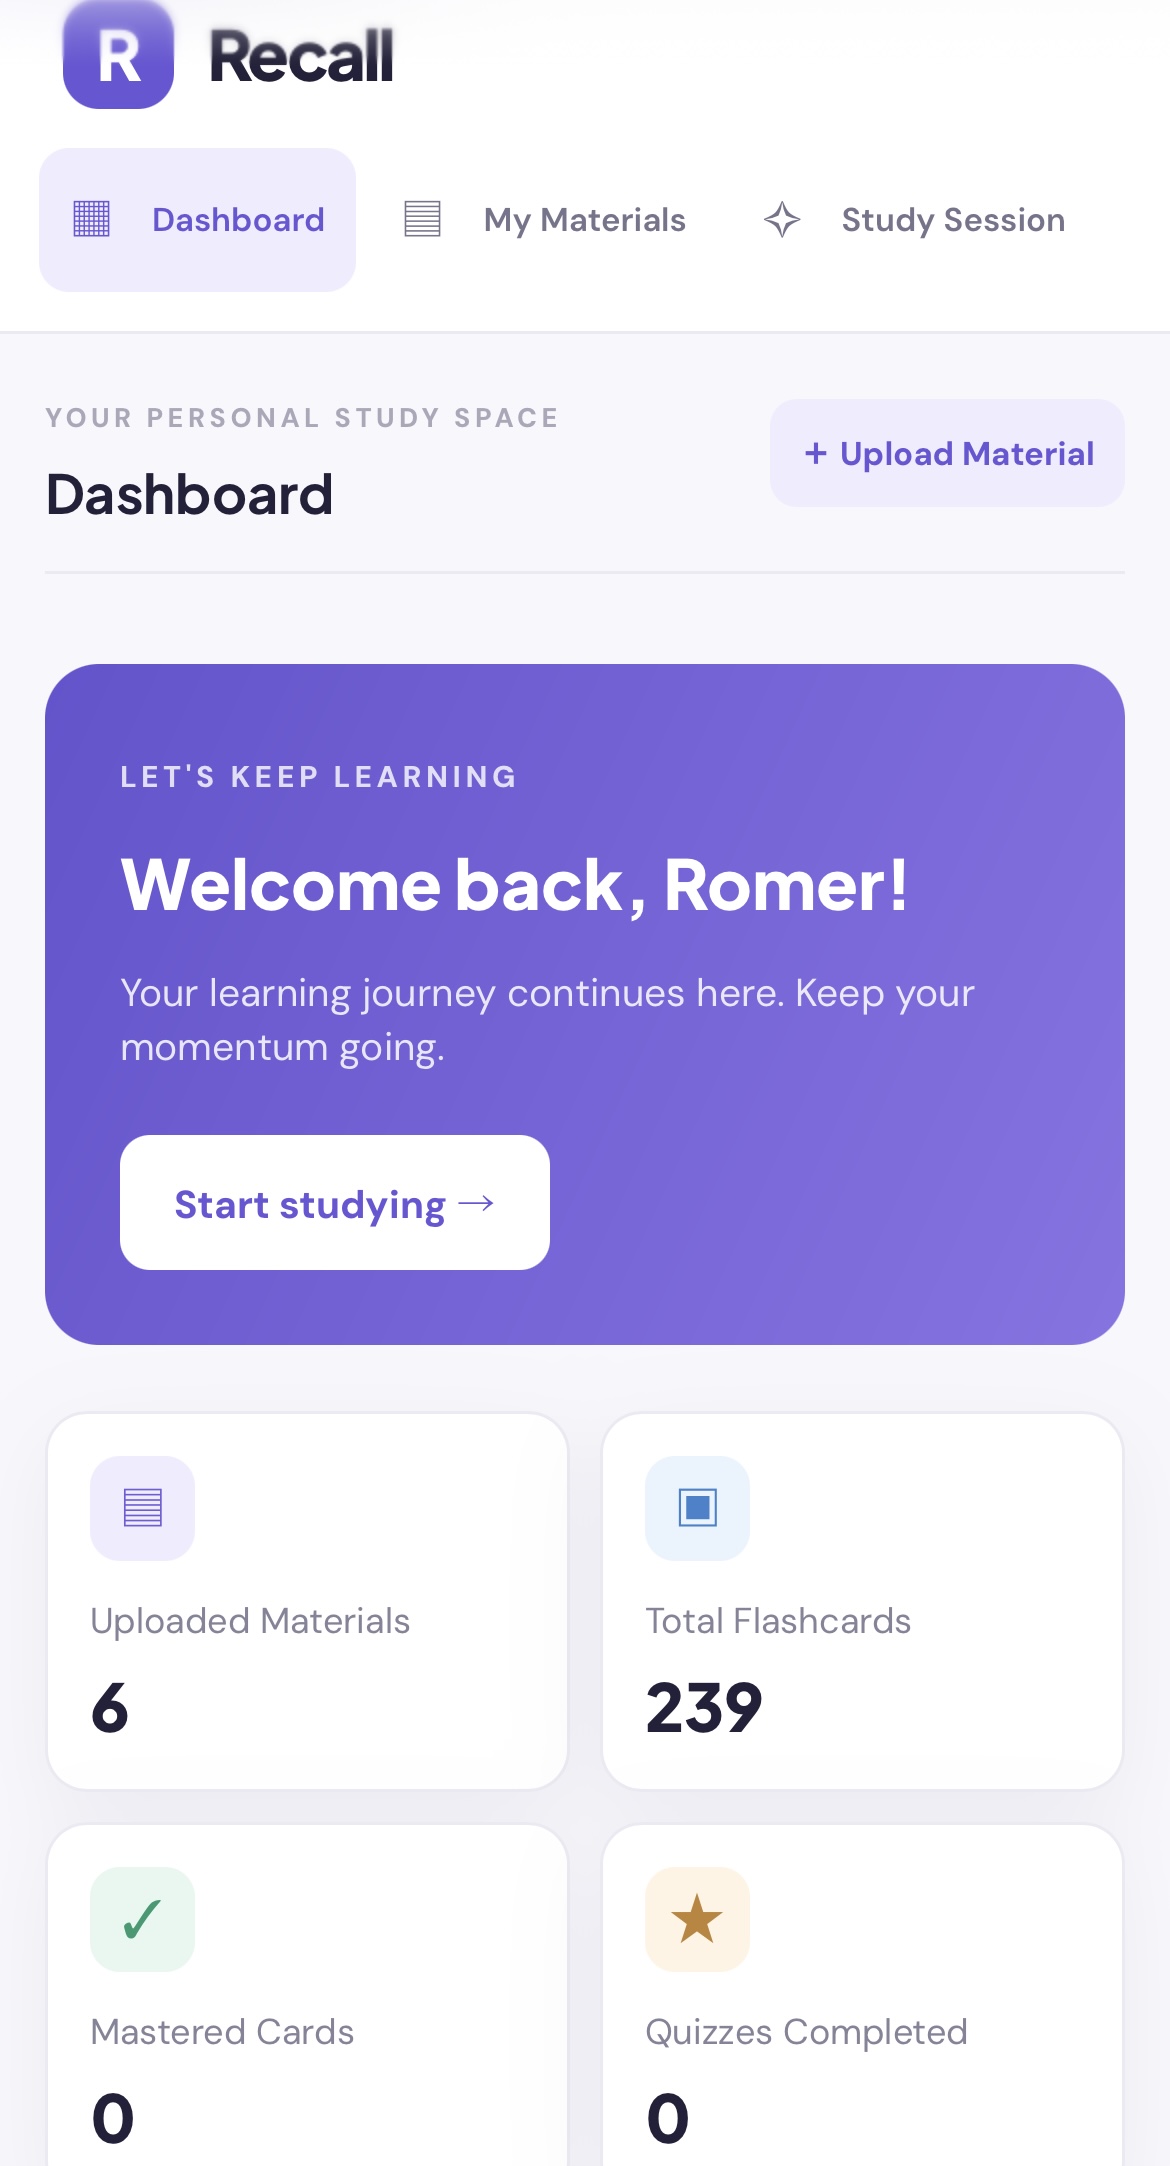 R Recall
Dashboard My Materials Study Session
YOUR PERSONAL STUDY SPACE
+ Upload Material
Dashboard
LET'S KEEP LEARNING
Welcome back, Romer!
Your learning journey continues here. Keep your
momentum going.
Start studying →
Uploaded Materials
6
Total Flashcards
239
Mastered Cards
0
Quizzes Completed
0